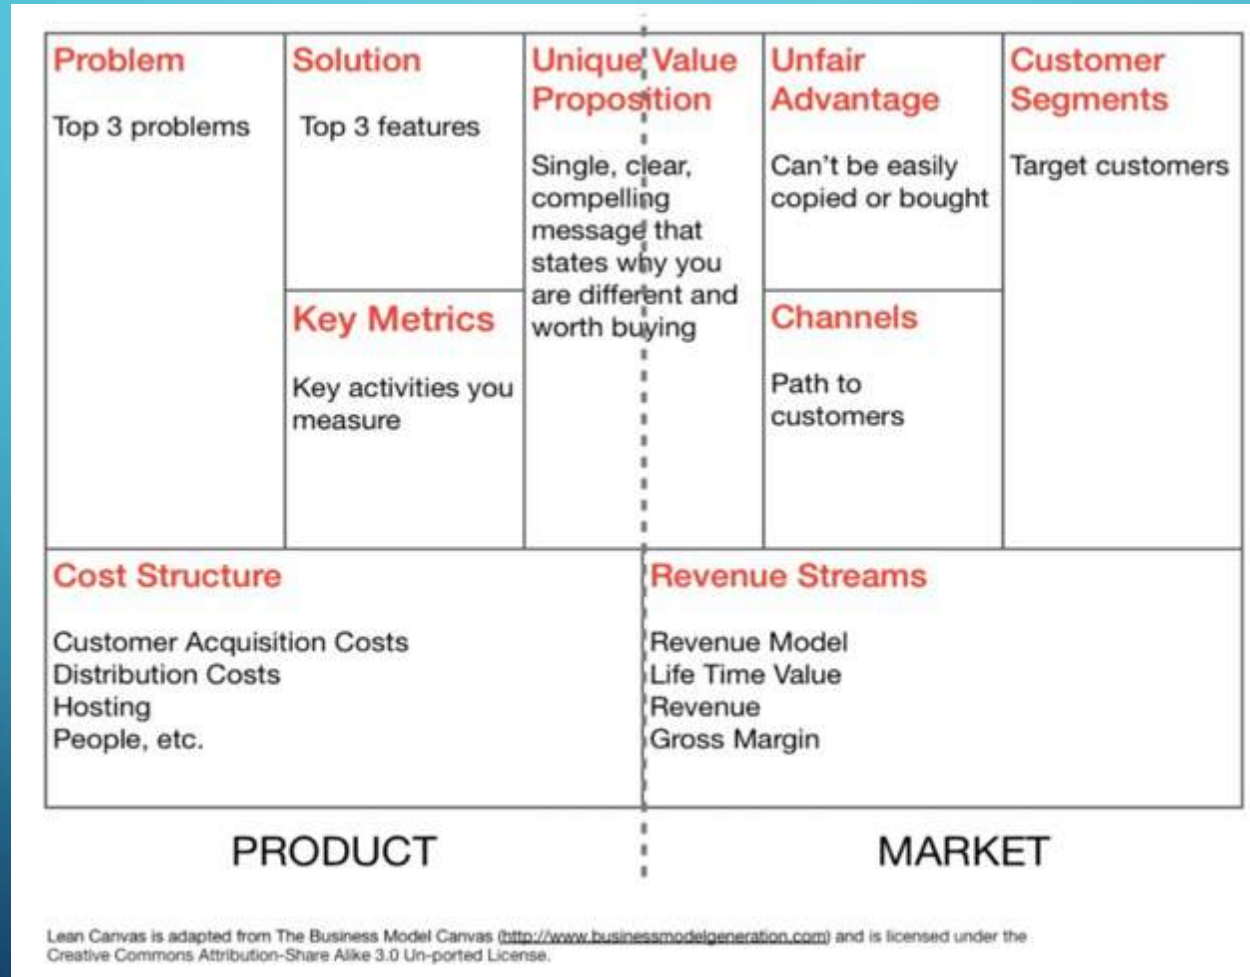 Problem
Top 3 problems
Solution
Top 3 features
Key Metrics
Key activities you
measure
Unique Value
Proposition
Single, clear,
compelling
message that
states why you
are different and
worth buying
Unfair
Advantage
Can't be easily
copied or bought
Channels
Path to
customers
Customer
Segments
Target customers
Cost Structure
Customer Acquisition Costs
Distribution Costs
Hosting
People, etc.
Revenue Streams
Revenue Model
Life Time Value
Revenue
Gross Margin
PRODUCT
MARKET
Lean Canvas is adapted from The Business Model Canvas (http://www.businessmodelgeneration.com) and is licensed under the
Creative Commons Attribution-Share Alike 3.0 Un-ported License.